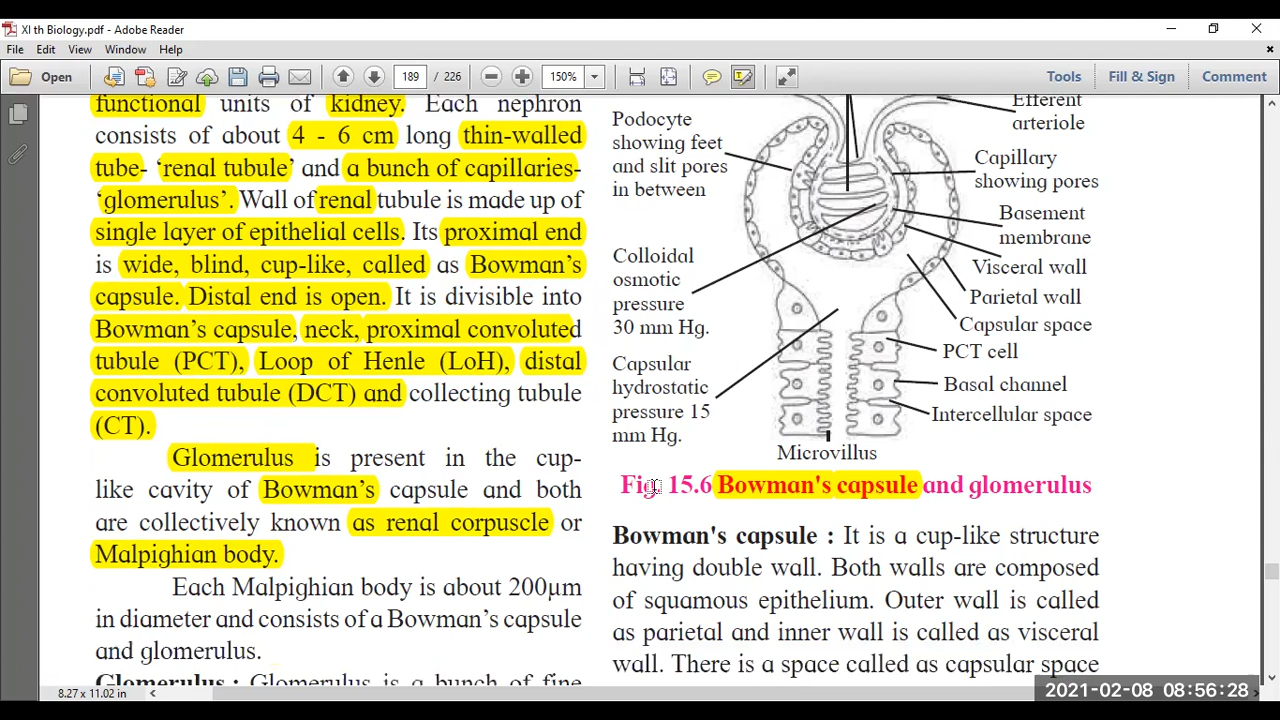 XI th Biology.pdf - Adobe Reader
File Edit View Window Help
Open 189 / 226 150% Tools Fill & Sign Comment
functional units of kidney. Each nephron
consists of about 4 - 6 cm long thin-walled
tube- ‘renal tubule’ and a bunch of capillaries-
‘glomerulus’. Wall of renal tubule is made up of
single layer of epithelial cells. Its proximal end
is wide, blind, cup-like, called as Bowman’s
capsule. Distal end is open. It is divisible into
Bowman’s capsule, neck, proximal convoluted
tubule (PCT), Loop of Henle (LoH), distal
convoluted tubule (DCT) and collecting tubule
(CT).
Glomerulus is present in the cup-
like cavity of Bowman’s capsule and both
are collectively known as renal corpuscle or
Malpighian body.
Each Malpighian body is about 200µm
in diameter and consists of a Bowman’s capsule
and glomerulus.
Glomerulus : Glomerulus is a bunch of fine
Podocyte
showing feet
and slit pores
in between
Colloidal
osmotic
pressure
30 mm Hg.
Capsular
hydrostatic
pressure 15
mm Hg.
Efferent
arteriole
Capillary
showing pores
Basement
membrane
Visceral wall
Parietal wall
Capsular space
PCT cell
Basal channel
Intercellular space
Microvillus
Fig. 15.6 Bowman's capsule and glomerulus
Bowman's capsule : It is a cup-like structure
having double wall. Both walls are composed
of squamous epithelium. Outer wall is called
as parietal and inner wall is called as visceral
wall. There is a space called as capsular space
8.27 x 11.02 in
2021-02-08 08:56:28